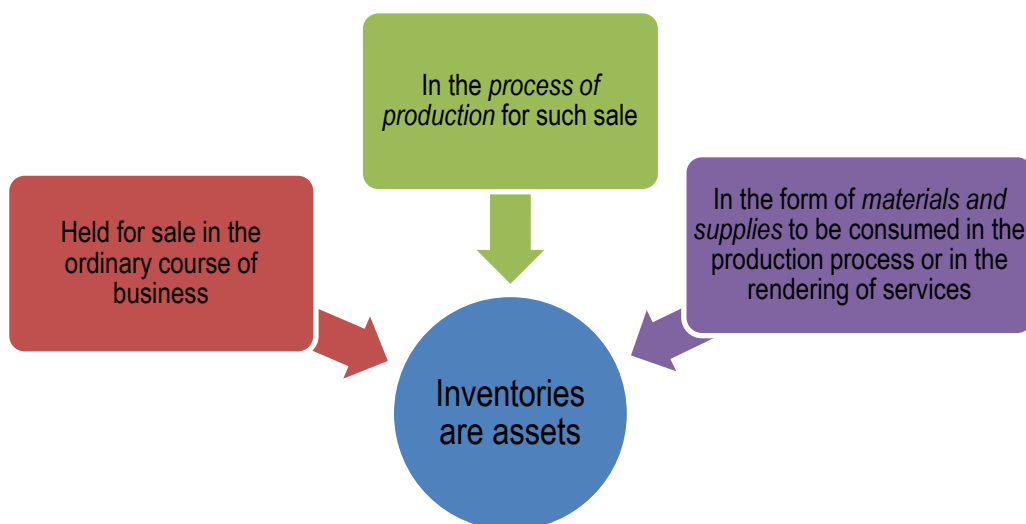 Held for sale in the
ordinary course of
business
In the process of
production for such sale
In the form of materials and
supplies to be consumed in the
production process or in the
rendering of services
Inventories
are assets